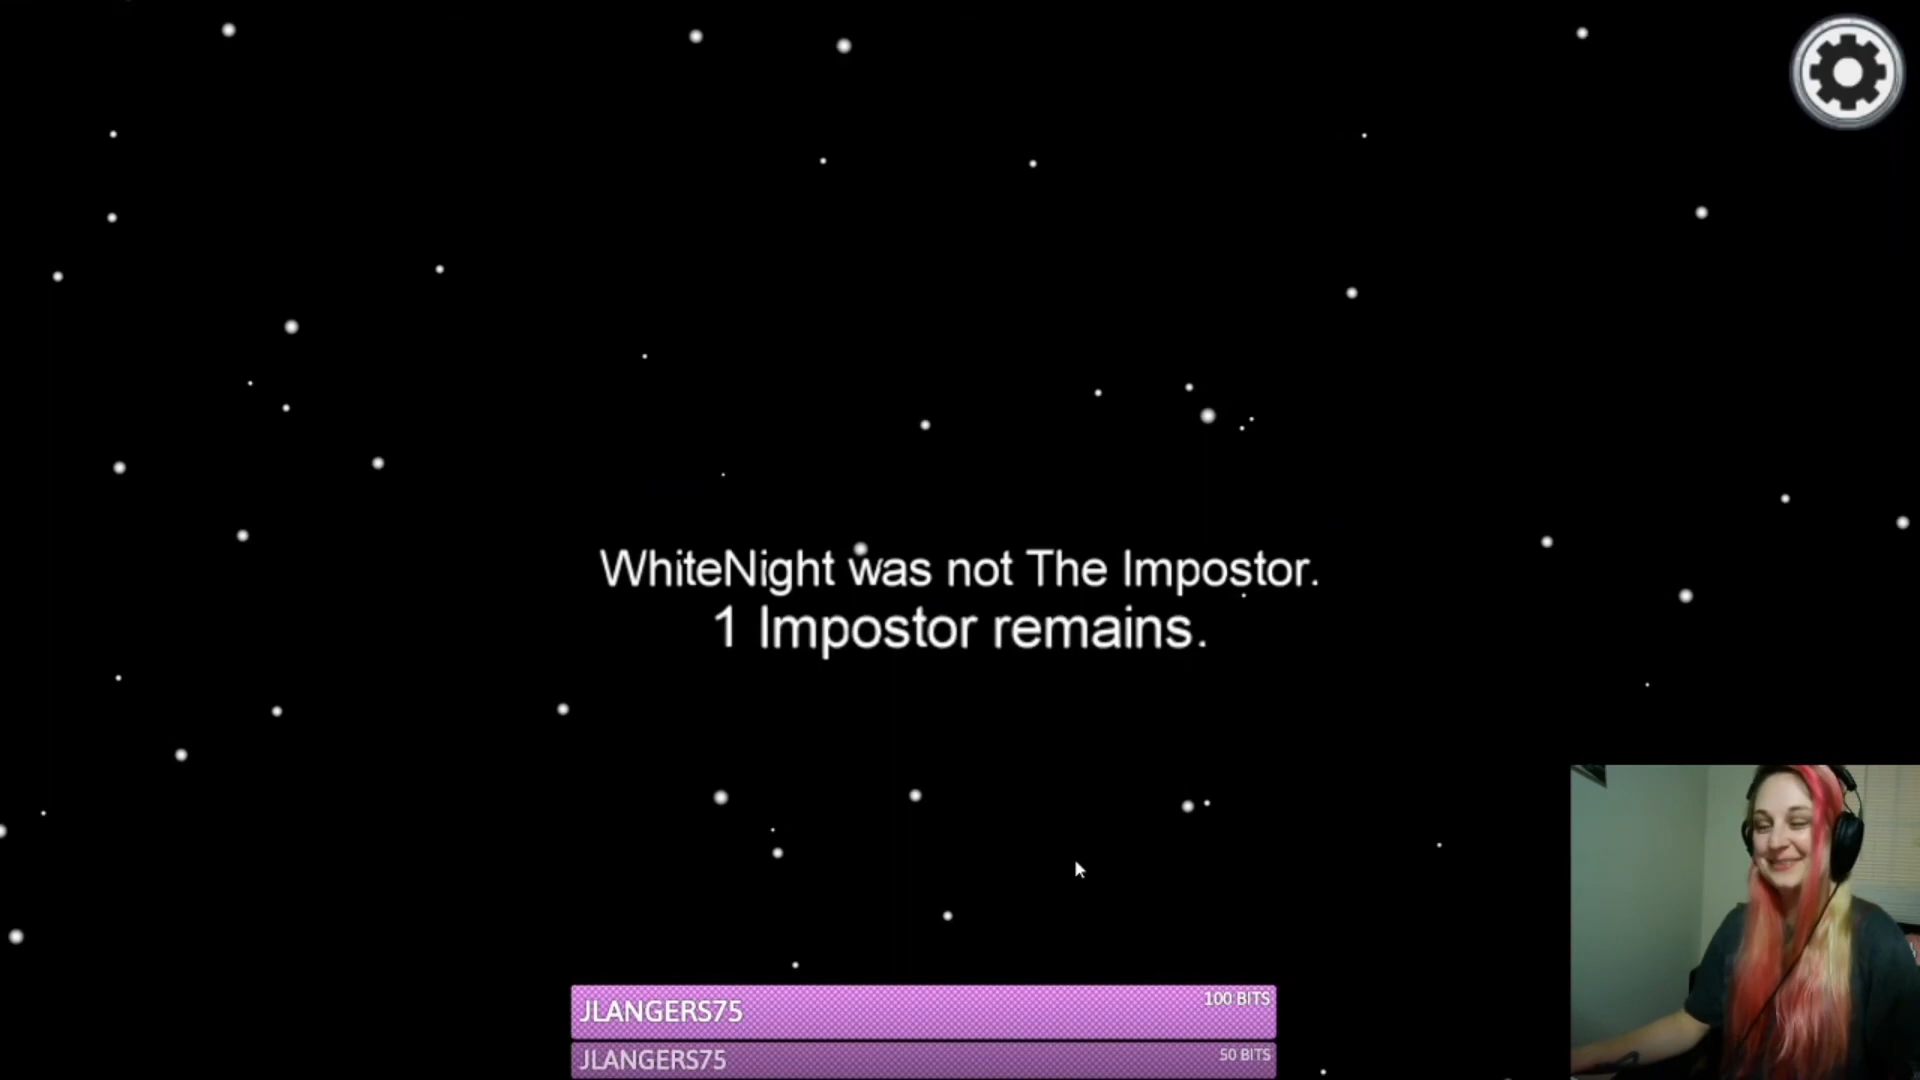 WhiteNight was not The Impostor.
1 Impostor remains.
JLANGERS75 100 BITS
JLANGERS75 50 BITS